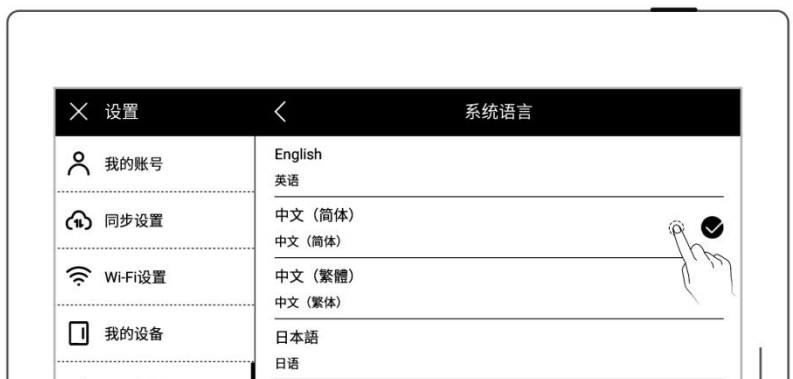 设置
系统语言
我的账号
同步设置
Wi-Fi设置
我的设备
English
英语
中文（简体）
中文（简体）
中文（繁體）
中文（繁体）
日本語
日语